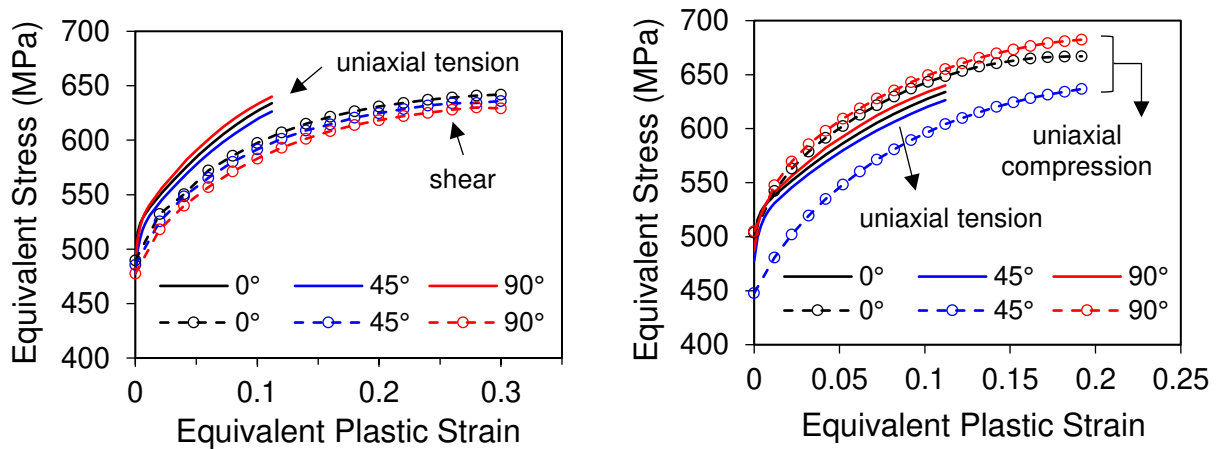 Equivalent Stress (MPa)
700
650
600
550
500
450
400
uniaxial tension
shear
0° 45° 90°
0° 45° 90°
0 0.1 0.2 0.3
Equivalent Plastic Strain
Equivalent Stress (MPa)
700
650
600
550
500
450
400
uniaxial
compression
uniaxial tension
0° 45° 90°
0° 45° 90°
0 0.05 0.1 0.15 0.2 0.25
Equivalent Plastic Strain